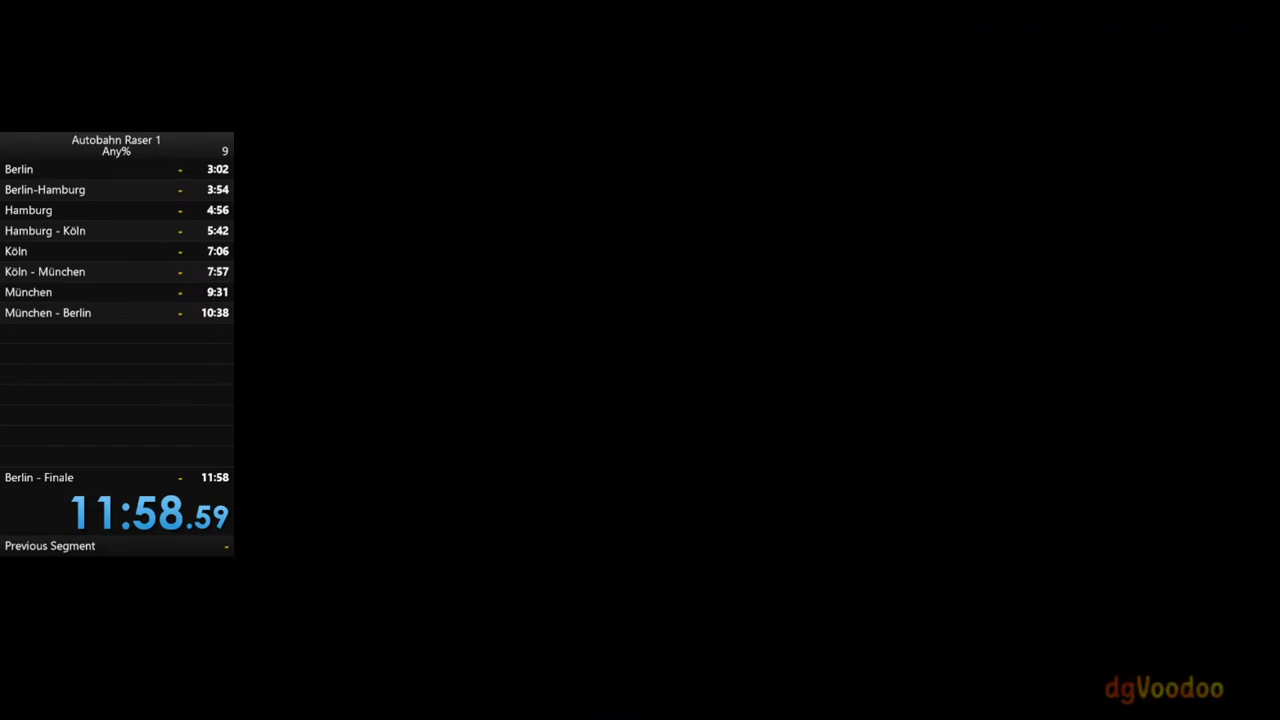 Autobahn Raser 1
Any% 9
Berlin - 3:02
Berlin-Hamburg - 3:54
Hamburg - 4:56
Hamburg - Köln - 5:42
Köln - 7:06
Köln - München - 7:57
München - 9:31
München - Berlin - 10:38
Berlin - Finale - 11:58
11:58.59
Previous Segment -
dgVoodoo